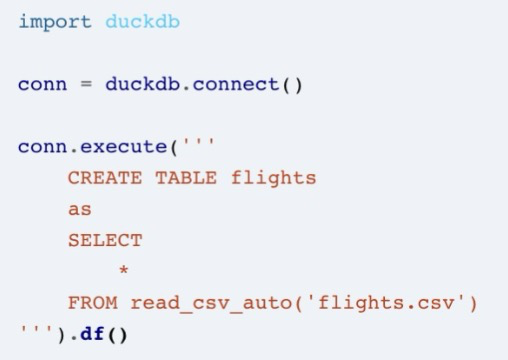 import duckdb
conn = duckdb.connect()
conn.execute('''
CREATE TABLE flights
as
SELECT
*
FROM read_csv_auto('flights.csv')
''').df()